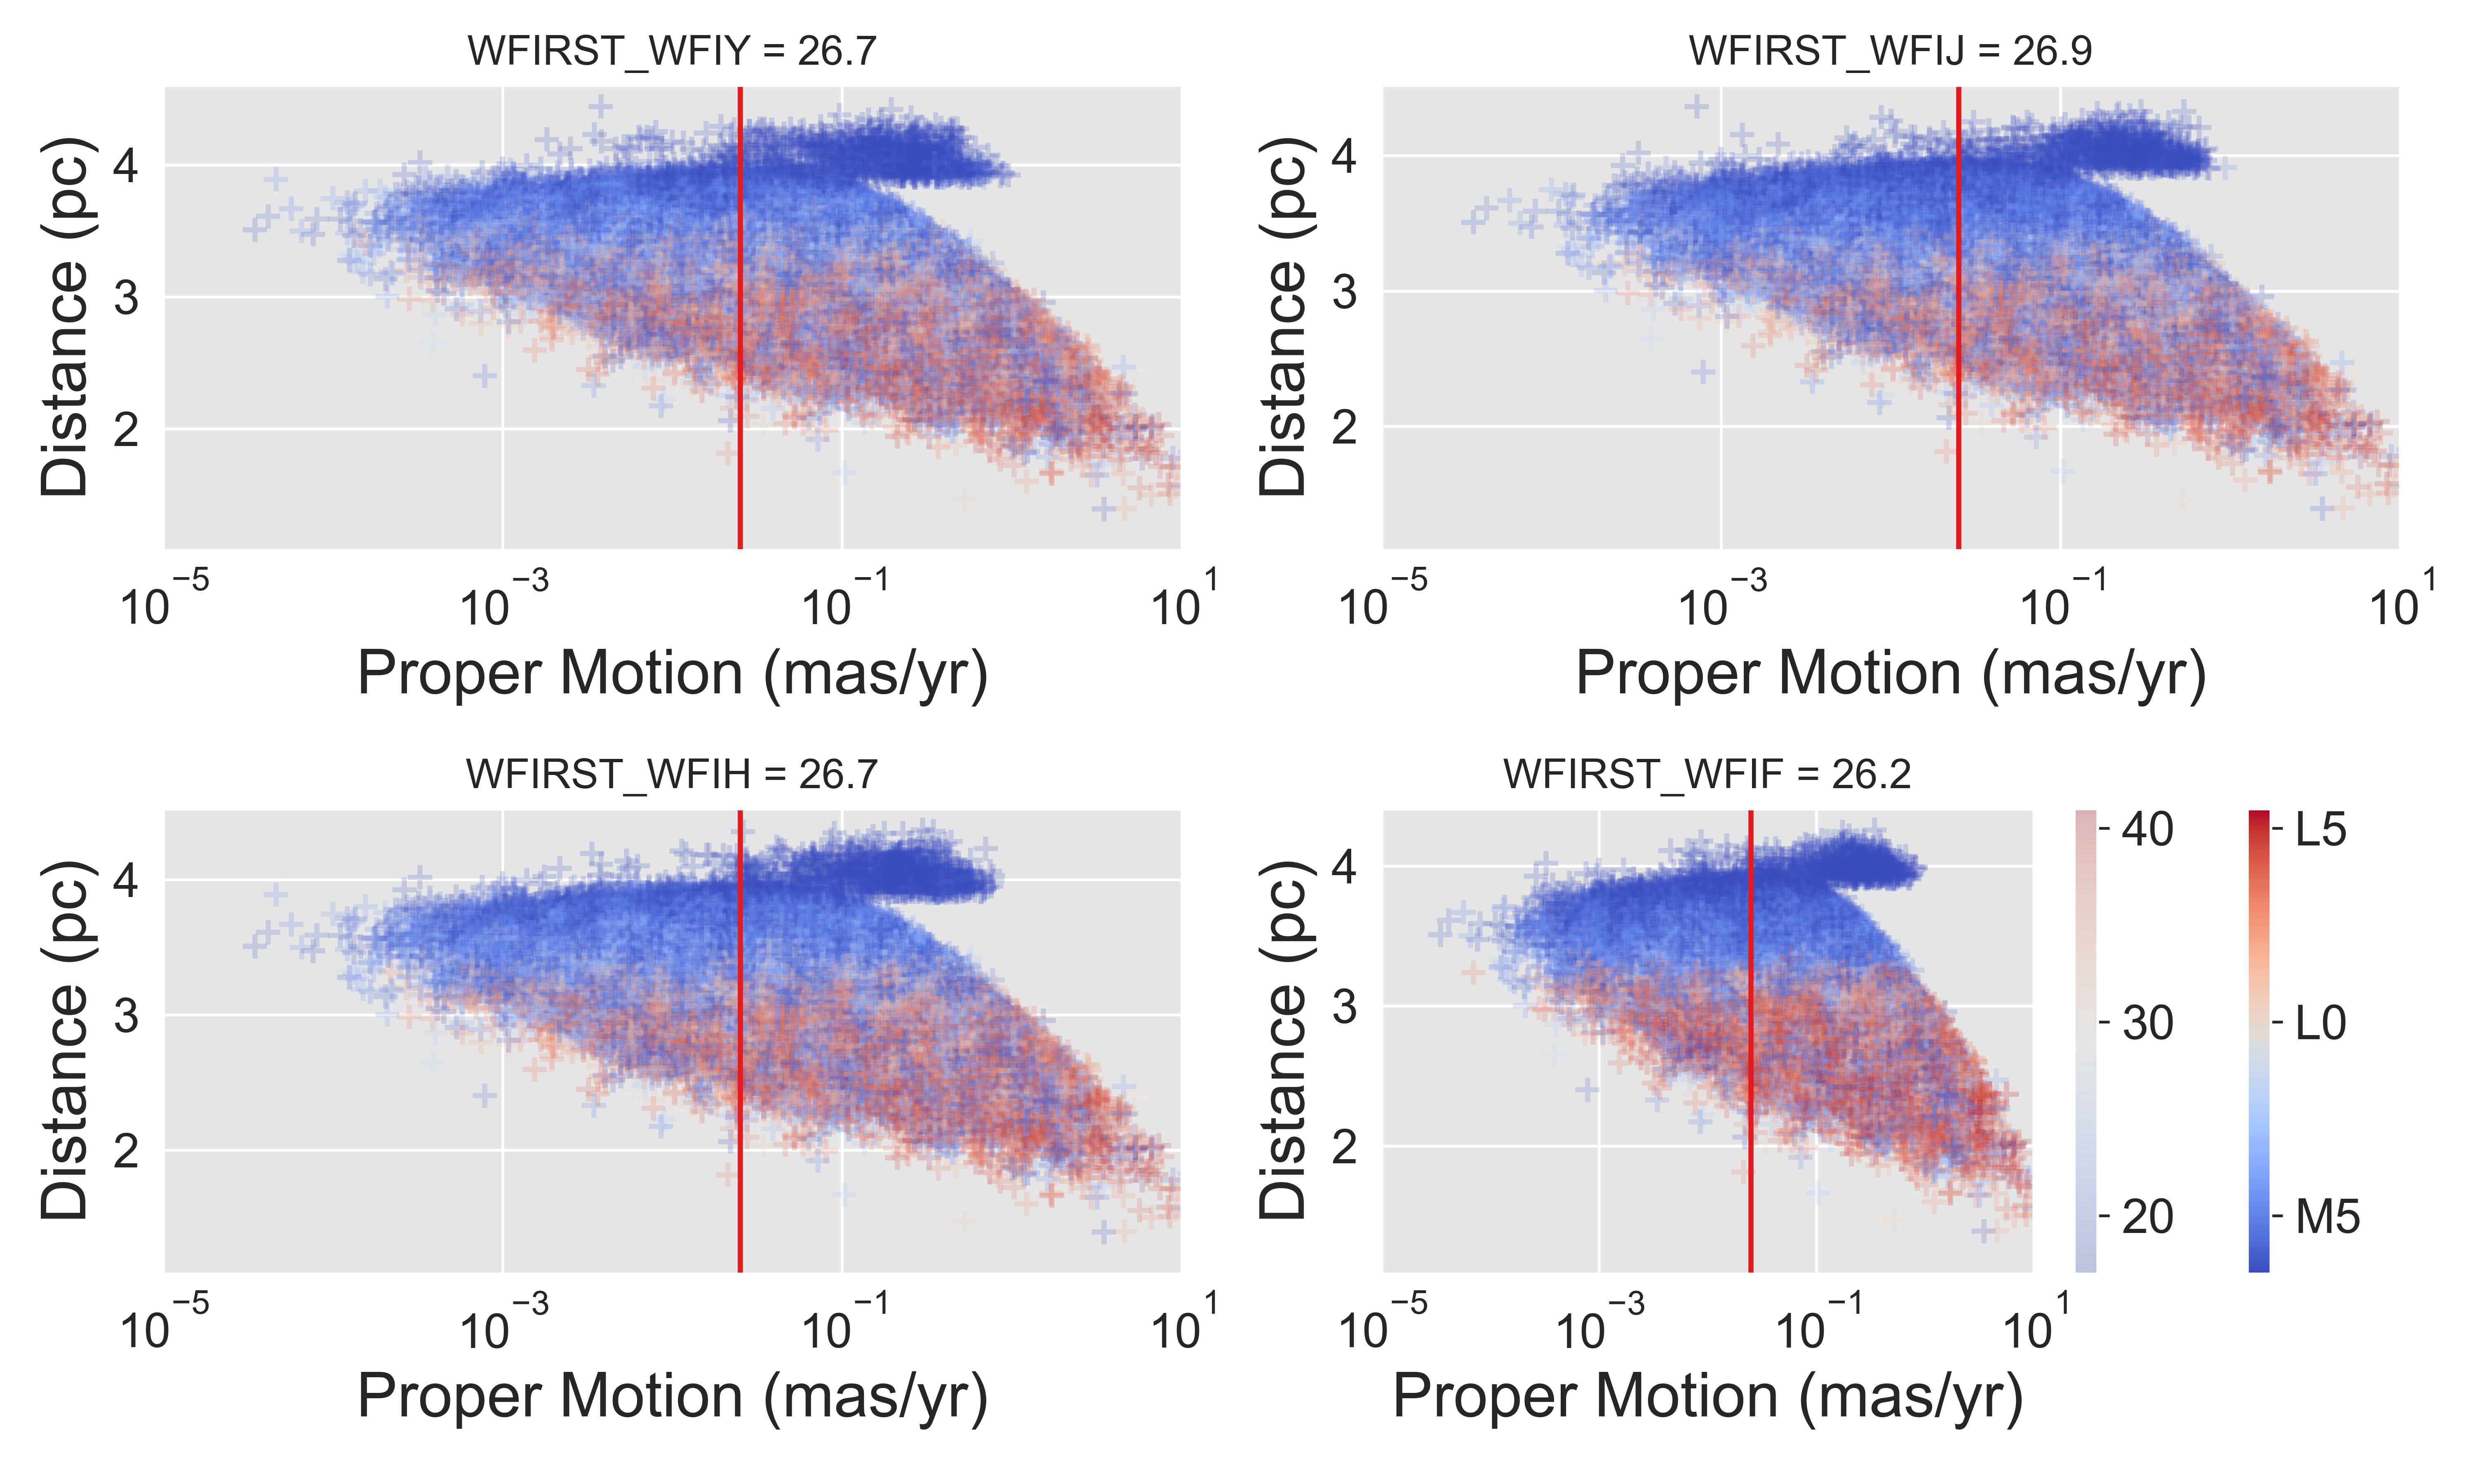 WFIRST_WFIY = 26.7
Distance (pc)
4
3
2
10⁻⁵ 10⁻³ 10⁻¹ 10¹
Proper Motion (mas/yr)
WFIRST_WFIJ = 26.9
Distance (pc)
4
3
2
10⁻⁵ 10⁻³ 10⁻¹ 10¹
Proper Motion (mas/yr)
WFIRST_WFIH = 26.7
Distance (pc)
4
3
2
10⁻⁵ 10⁻³ 10⁻¹ 10¹
Proper Motion (mas/yr)
WFIRST_WFIF = 26.2
Distance (pc)
4
3
2
10⁻⁵ 10⁻³ 10⁻¹ 10¹
Proper Motion (mas/yr)
40
30
20
L5
L0
M5